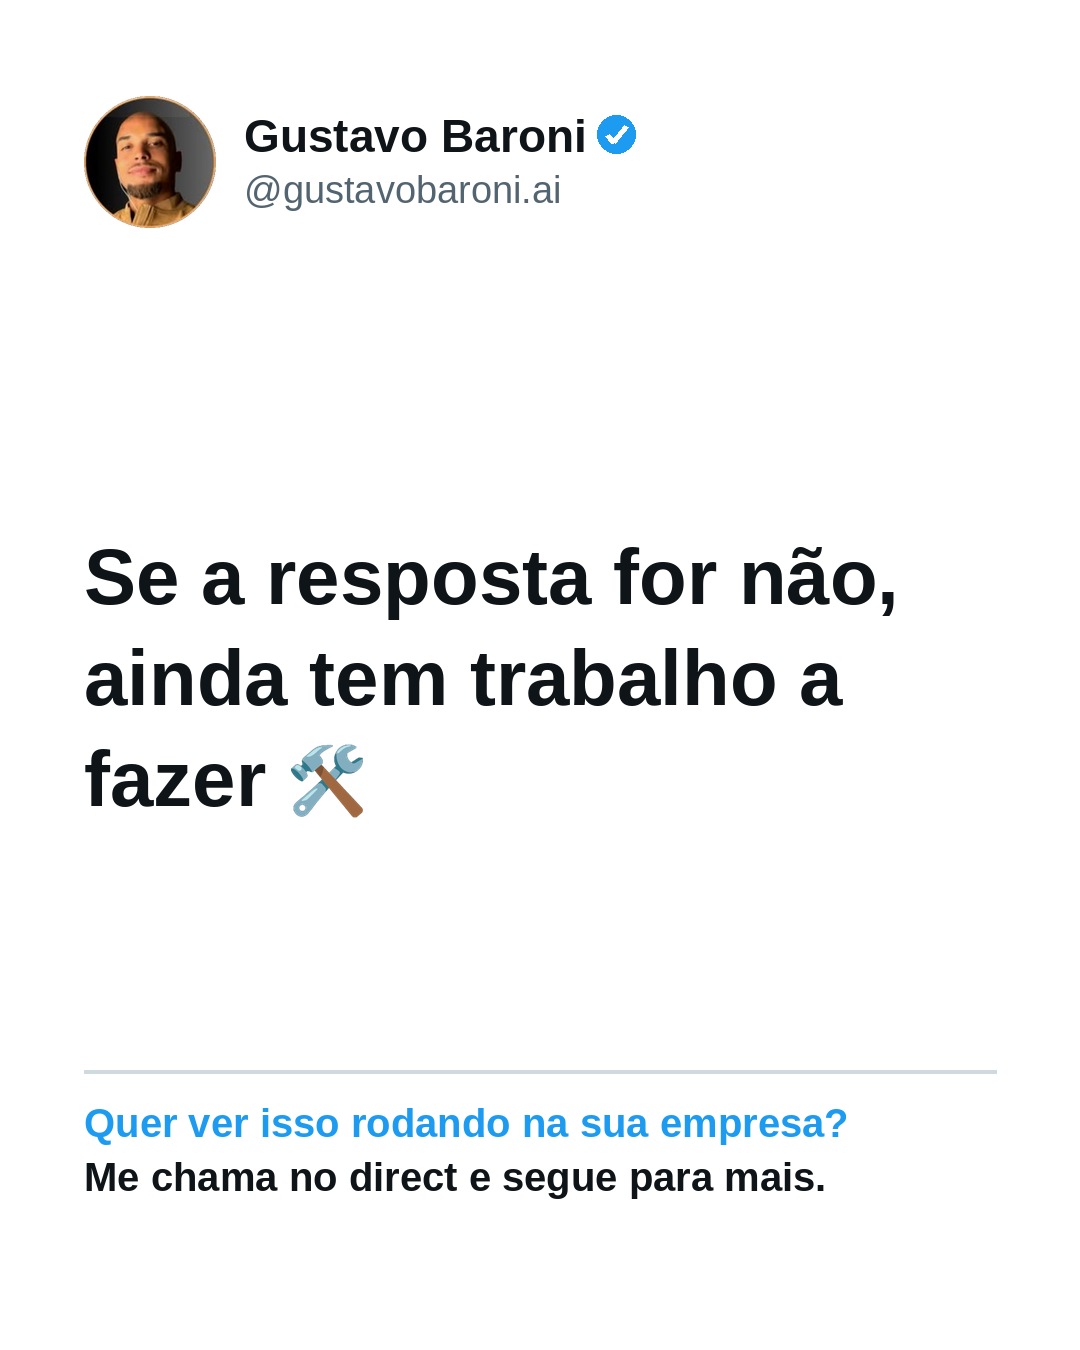 Gustavo Baroni
@gustavobaroni.ai
Se a resposta for não,
ainda tem trabalho a
fazer 🛠️
Quer ver isso rodando na sua empresa?
Me chama no direct e segue para mais.